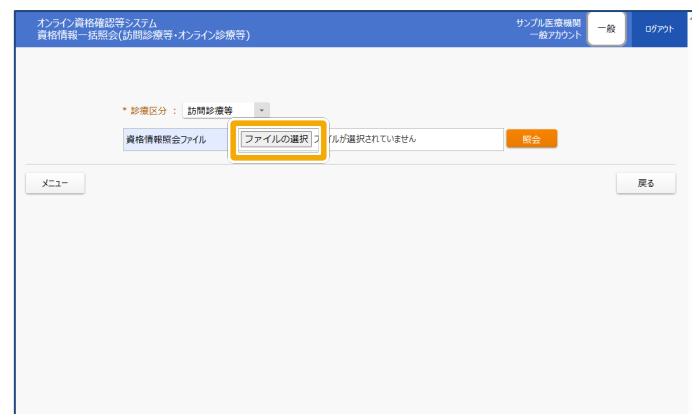 オンライン資格確認等システム
資格情報一括照会(訪問診療等・オンライン診療等)
サンプル医療機関
一般アカウント
一般
ログアウト
* 診療区分 : 訪問診療等
資格情報照会ファイル ファイルの選択 ファイルが選択されていません 照会
メニュー
戻る